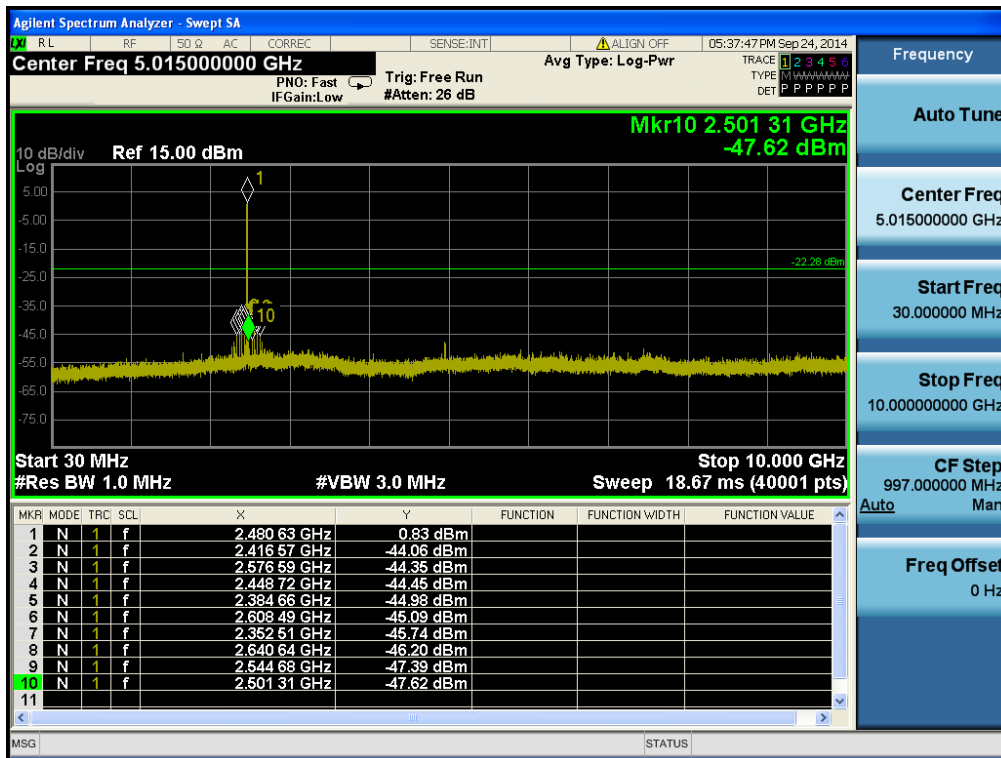 Agilent Spectrum Analyzer - Swept SA
LXI RL RF 50 Ω AC CORREC SENSE:INT ALIGN OFF 05:37:47 PM Sep 24, 2014
Center Freq 5.015000000 GHz
PNO: Fast
IFGain:Low
Trig: Free Run
#Atten: 26 dB
Avg Type: Log-Pwr
TRACE 1 2 3 4 5 6
TYPE M WWWWW
DET P P P P P P
Mkr10 2.501 31 GHz
-47.62 dBm
10 dB/div Ref 15.00 dBm
Log
5.00
-5.00
-15.0
-25.0
-35.0
-45.0
-55.0
-65.0
-75.0
1
-22.28 dBm
10
Start 30 MHz Stop 10.000 GHz
#Res BW 1.0 MHz #VBW 3.0 MHz Sweep 18.67 ms (40001 pts)
MKR MODE TRC SCL X Y FUNCTION FUNCTION WIDTH FUNCTION VALUE
1 N 1 f 2.480 63 GHz 0.83 dBm
2 N 1 f 2.416 57 GHz -44.06 dBm
3 N 1 f 2.576 59 GHz -44.35 dBm
4 N 1 f 2.448 72 GHz -44.45 dBm
5 N 1 f 2.384 66 GHz -44.98 dBm
6 N 1 f 2.608 49 GHz -45.09 dBm
7 N 1 f 2.352 51 GHz -45.74 dBm
8 N 1 f 2.640 64 GHz -46.20 dBm
9 N 1 f 2.544 68 GHz -47.39 dBm
10 N 1 f 2.501 31 GHz -47.62 dBm
11
MSG STATUS
Frequency
Auto Tune
Center Freq
5.015000000 GHz
Start Freq
30.000000 MHz
Stop Freq
10.000000000 GHz
CF Step
997.000000 MHz
Auto Man
Freq Offset
0 Hz